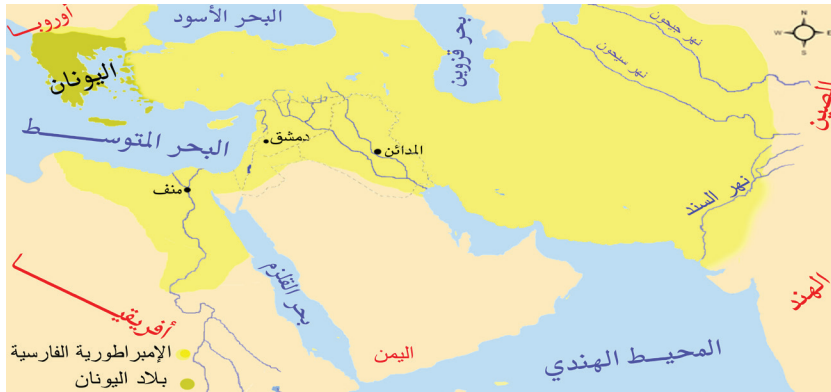 أوروبا
البحر الأسود
بحر قزوين
نهر جيحون
نهر سيحون
N
W E
S
اليونان
الصين
البحر المتوسط
دمشق
المدائن
منف
نهر السند
بحر القلزم
الهند
أفريقيا
اليمن
المحيط الهندي
الإمبراطورية الفارسية
بلاد اليونان